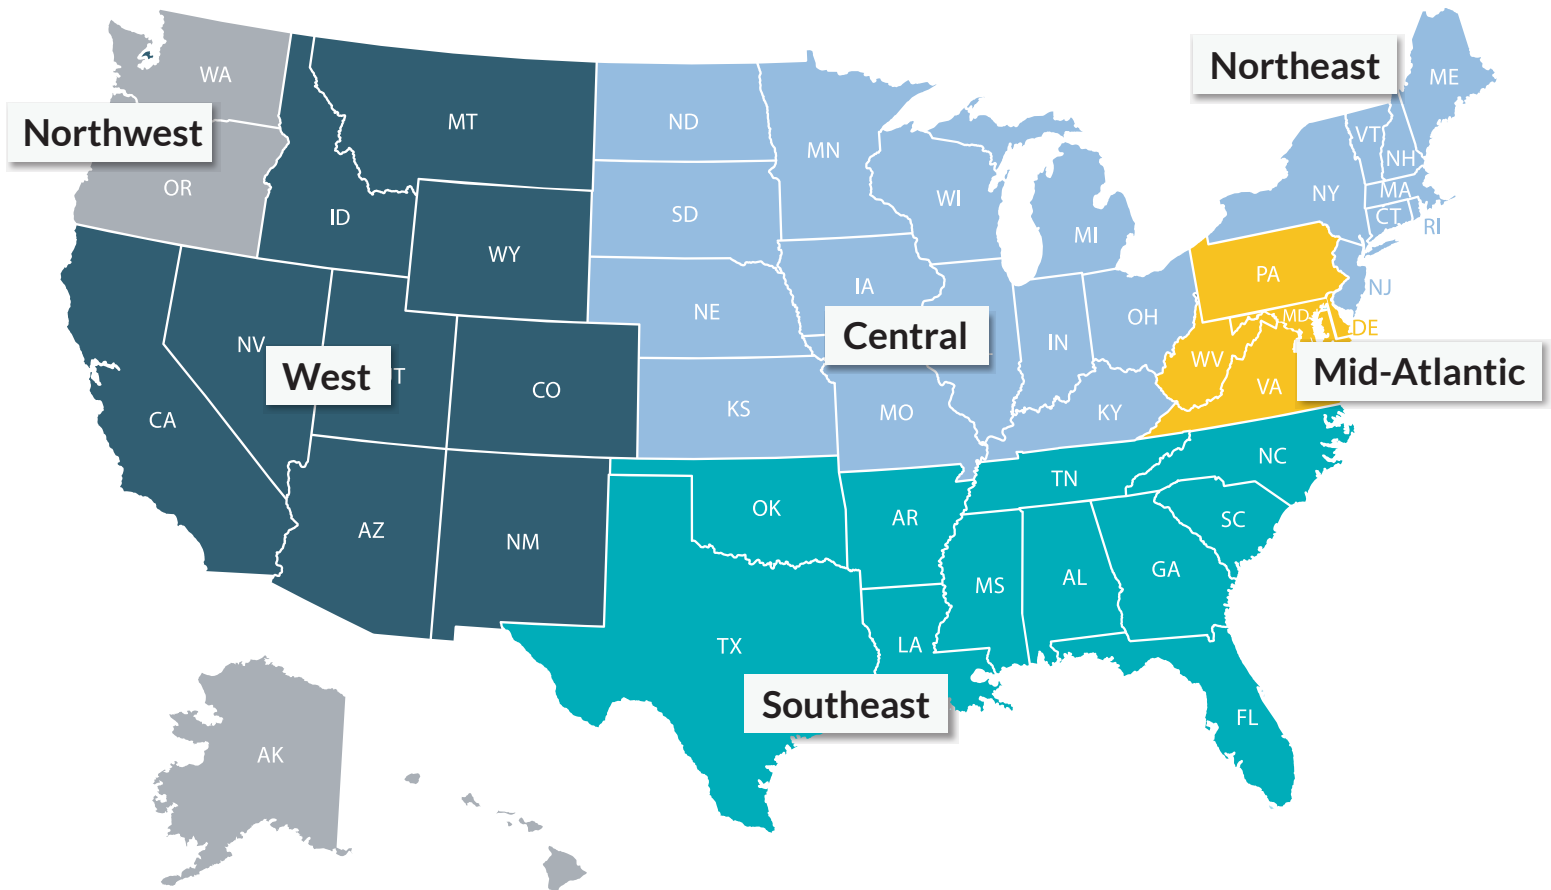 Northeast
ME
WA
MT
ND
MN
VT
NH
Northwest
OR
ID
SD
WI
MI
NY
MA
CT
RI
WY
IA
PA
NJ
NE
OH
MD
DE
NV
Central
IN
WV
VA
Mid-Atlantic
West
CO
CA
KS
MO
KY
NC
TN
AZ
NM
OK
AR
SC
MS
AL
GA
TX
LA
Southeast
FL
AK